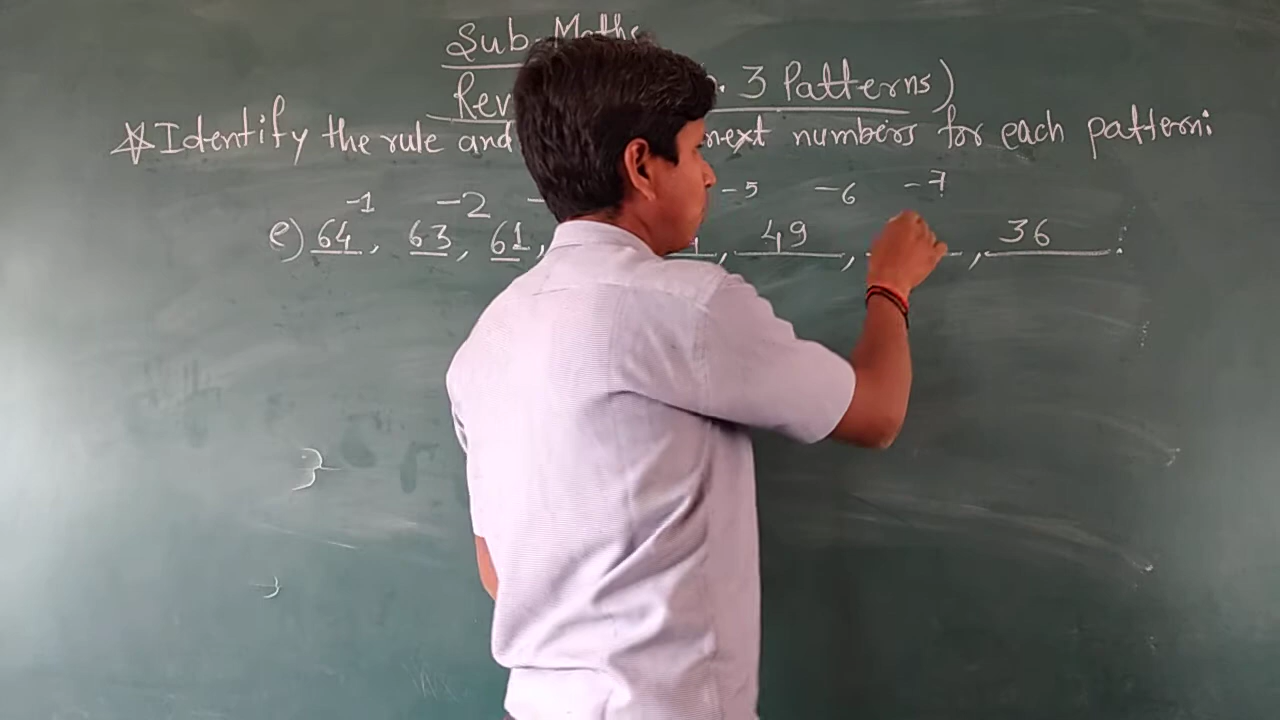 Sub- Maths
Rev . 3 Patterns)
☆ Identify the rule and next numbers for each pattern:
-1 -2 - -5 -6 -7
e) 64, 63, 61, , 49, , 36.